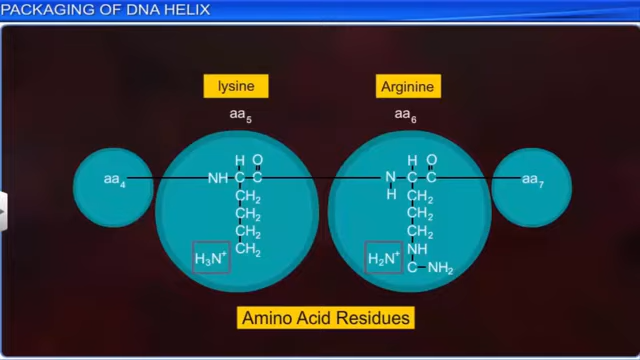 PACKAGING OF DNA HELIX
lysine
Arginine
aa₅
aa₆
H O
H O
aa₄
NH C C
N C C
aa₇
H
CH₂
CH₂
CH₂
CH₂
CH₂
CH₂
CH₂
H₃N⁺
H₂N⁺
NH
C NH₂
Amino Acid Residues